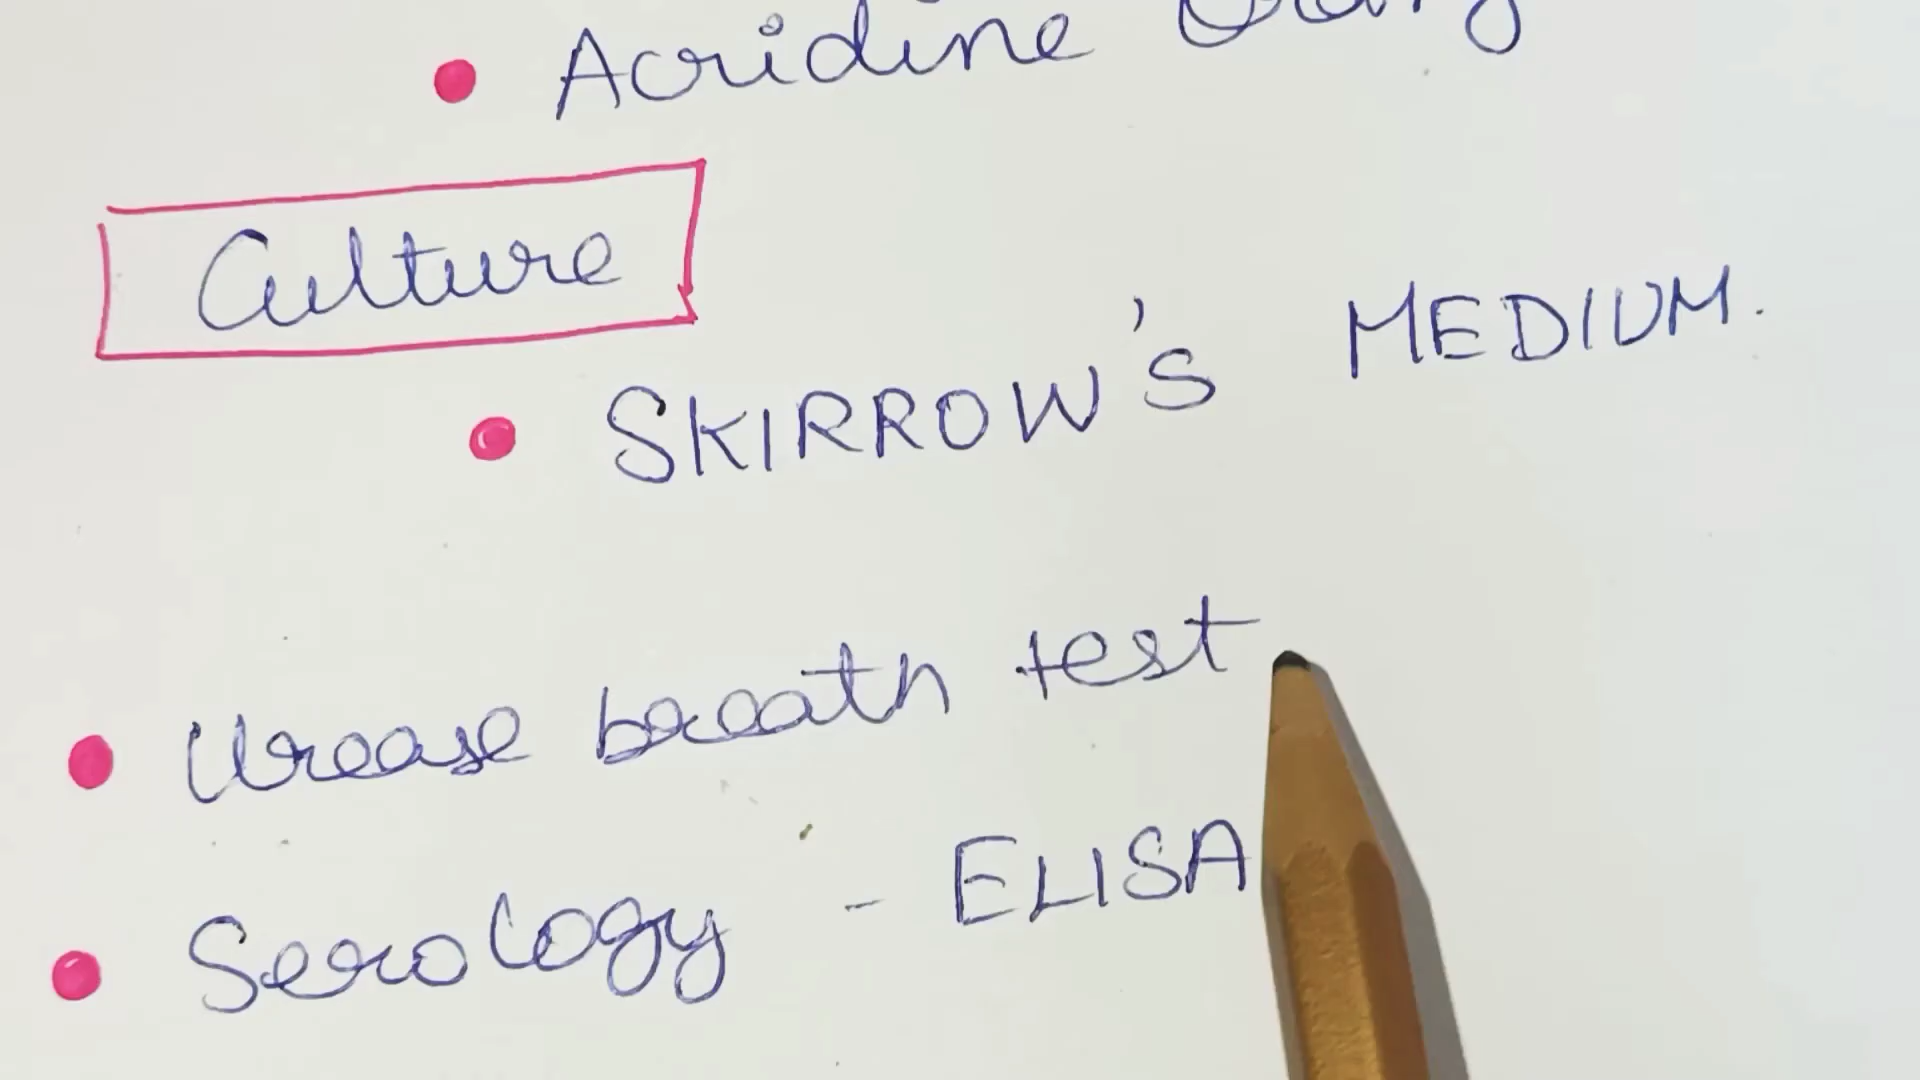 • Acridine
Culture
• SKIRROW'S MEDIUM.
• Urease breath test
• Serology - ELISA